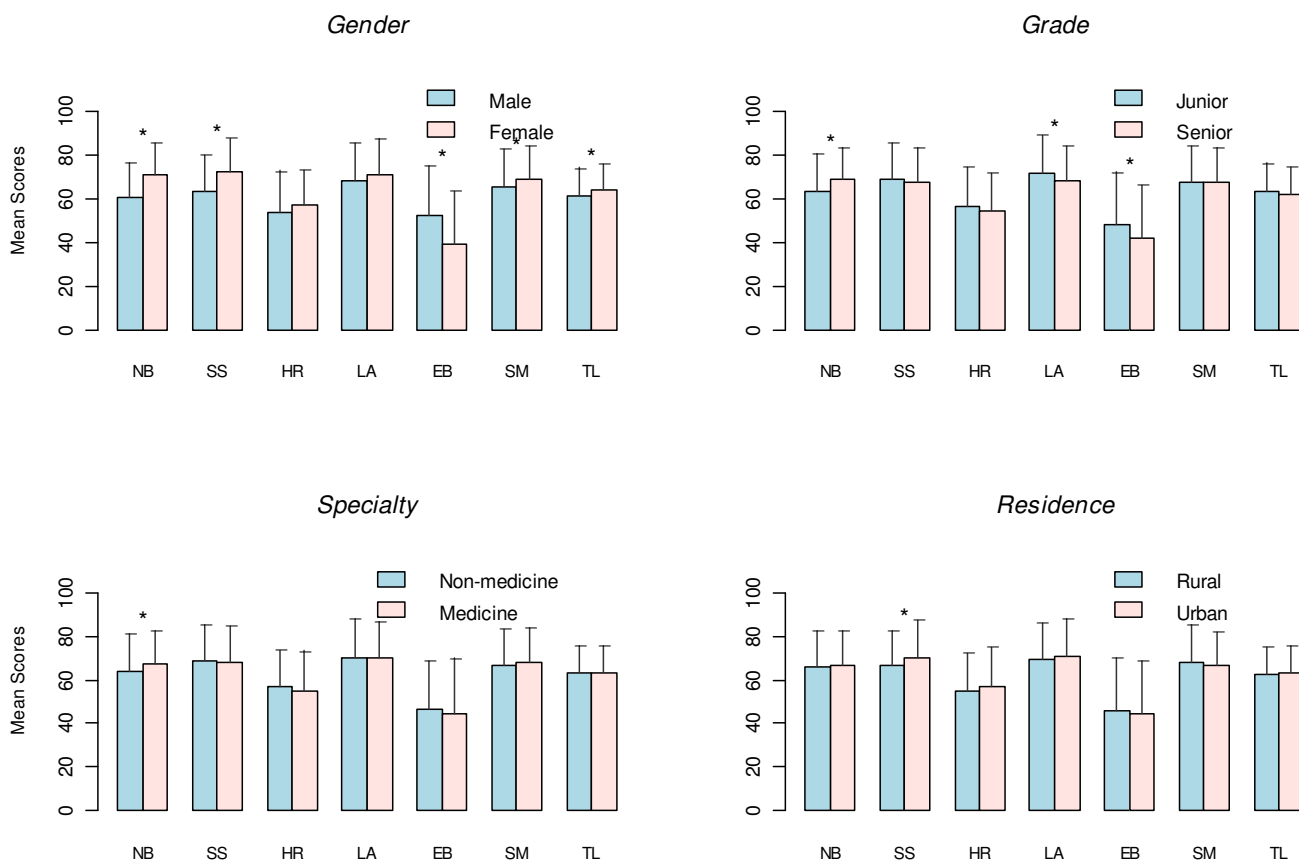 Gender
Male
Female
Mean Scores
0 20 40 60 80 100
* * * * *
NB SS HR LA EB SM TL
Grade
Junior
Senior
0 20 40 60 80 100
* * *
NB SS HR LA EB SM TL
Specialty
Non-medicine
Medicine
Mean Scores
0 20 40 60 80 100
*
NB SS HR LA EB SM TL
Residence
Rural
Urban
0 20 40 60 80 100
*
NB SS HR LA EB SM TL